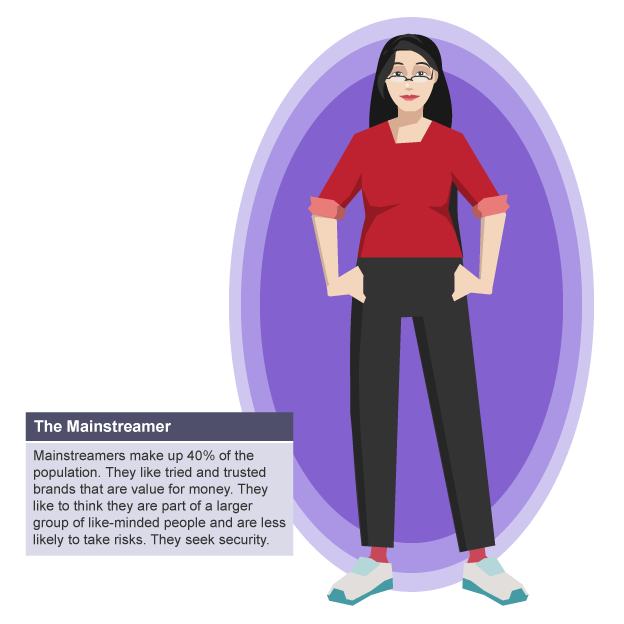 The Mainstreamer
Mainstreamers make up 40% of the
population. They like tried and trusted
brands that are value for money. They
like to think they are part of a larger
group of like-minded people and are less
likely to take risks. They seek security.